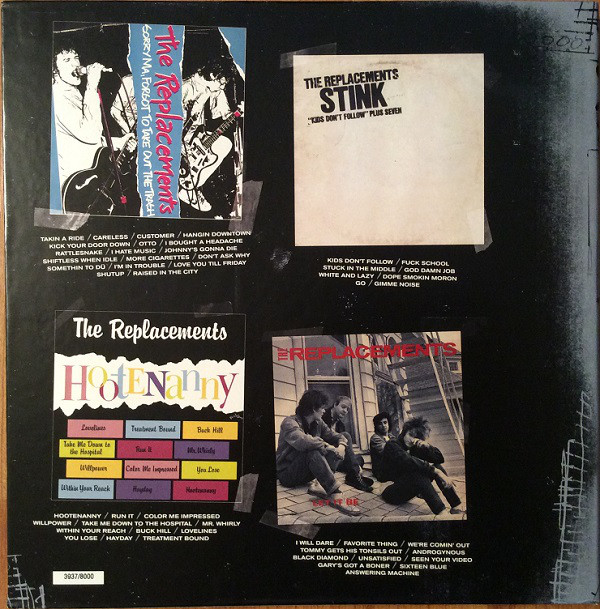 The Replacements
SORRY MA, FORGOT TO TAKE OUT THE TRASH
TAKIN A RIDE / CARELESS / CUSTOMER / HANGIN DOWNTOWN
KICK YOUR DOOR DOWN / OTTO / I BOUGHT A HEADACHE
RATTLESNAKE / I HATE MUSIC / JOHNNY'S GONNA DIE
SHIFTLESS WHEN IDLE / MORE CIGARETTES / DON'T ASK WHY
SOMETHIN TO DÜ / I'M IN TROUBLE / LOVE YOU TILL FRIDAY
SHUTUP / RAISED IN THE CITY
THE REPLACEMENTS
STINK
"KIDS DON'T FOLLOW" PLUS SEVEN
KIDS DON'T FOLLOW / FUCK SCHOOL
STUCK IN THE MIDDLE / GOD DAMN JOB
WHITE AND LAZY / DOPE SMOKIN MORON
GO / GIMME NOISE
The Replacements
HOOTENANNY
Lovelines Treatment Bound Buck Hill
Take Me Down to the Hospital Run It Mr. Whirly
Willpower Color Me Impressed You Lose
Within Your Reach Hayday Hootenanny
HOOTENANNY / RUN IT / COLOR ME IMPRESSED
WILLPOWER / TAKE ME DOWN TO THE HOSPITAL / MR. WHIRLY
WITHIN YOUR REACH / BUCK HILL / LOVELINES
YOU LOSE / HAYDAY / TREATMENT BOUND
THE REPLACEMENTS
LET IT BE
I WILL DARE / FAVORITE THING / WE'RE COMIN' OUT
TOMMY GETS HIS TONSILS OUT / ANDROGYNOUS
BLACK DIAMOND / UNSATISFIED / SEEN YOUR VIDEO
GARY'S GOT A BONER / SIXTEEN BLUE
ANSWERING MACHINE
3937/8000